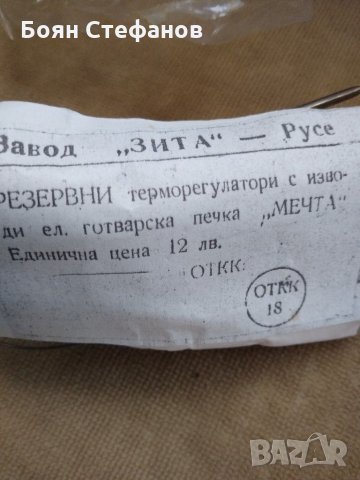 Боян Стефанов
Завод „ЗИТА" — Русе
РЕЗЕРВНИ терморегулатори с изво-
ди ел. готварска печка „МЕЧТА"
Единична цена 12 лв.
ОТКК:
ОТКК
18
BAZAR